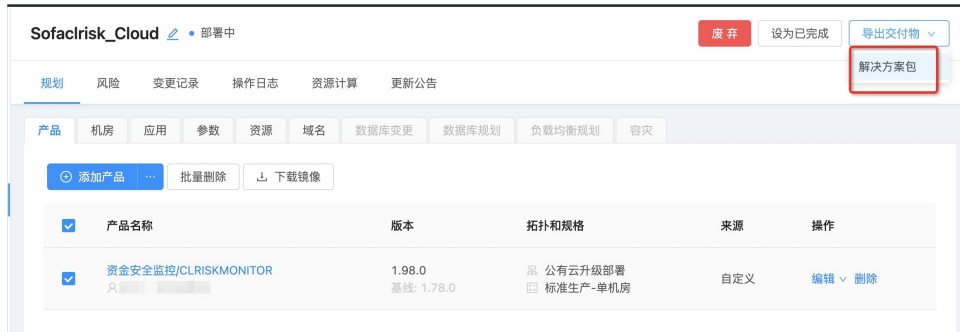 Sofaclrisk_Cloud 部署中 废弃 设为已完成 导出交付物
解决方案包
规划 风险 变更记录 操作日志 资源计算 更新公告
产品 机房 应用 参数 资源 域名 数据库变更 数据库规划 负载均衡规划 容灾
添加产品 ... 批量删除 下载镜像
产品名称 版本 拓扑和规格 来源 操作
资金安全监控/CLRISKMONITOR 1.98.0 公有云升级部署 自定义 编辑 删除
基线: 1.78.0 标准生产-单机房